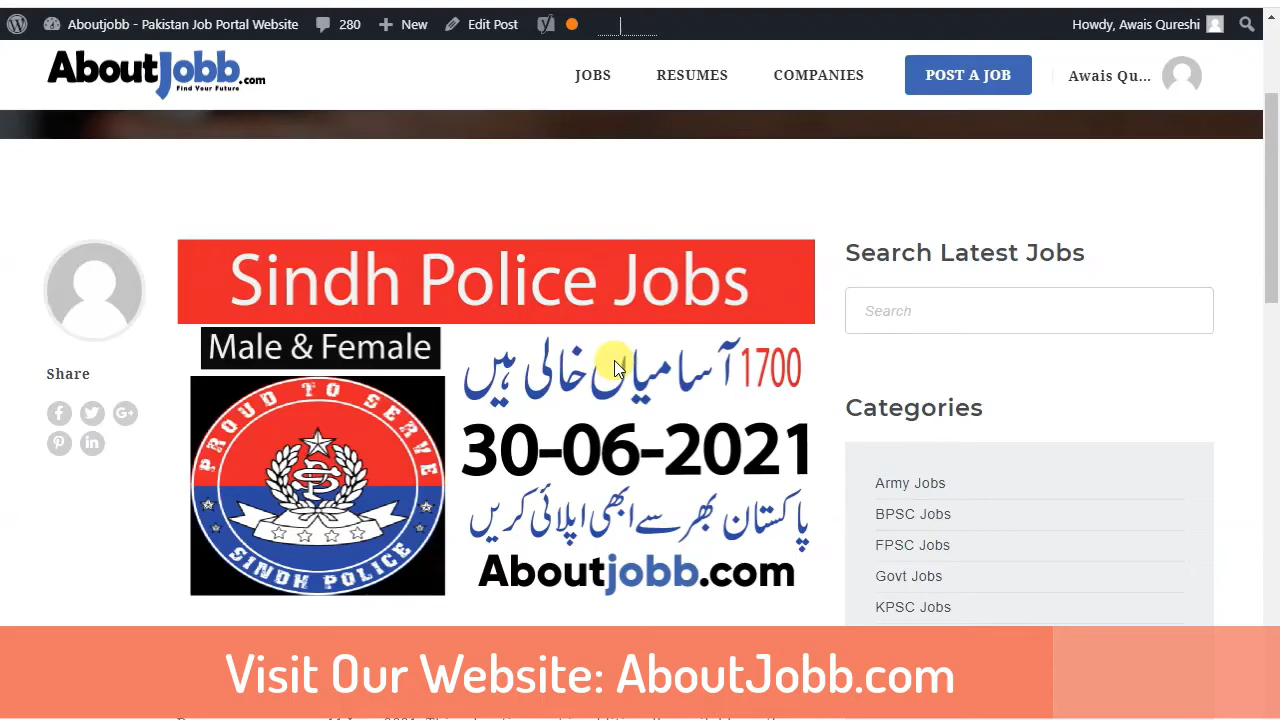 Aboutjobb - Pakistan Job Portal Website 280 New Edit Post Howdy, Awais Qureshi
AboutJobb.com
Find Your Future
JOBS RESUMES COMPANIES POST A JOB Awais Qu...
Sindh Police Jobs
Male & Female
1700 آسامیاں خالی ہیں
30-06-2021
پاکستان بھر سے ابھی اپلائی کریں
Aboutjobb.com
PROUD TO SERVE
SP
SINDH POLICE
Share
Search Latest Jobs
Search
Categories
Army Jobs
BPSC Jobs
FPSC Jobs
Govt Jobs
KPSC Jobs
Visit Our Website: AboutJobb.com